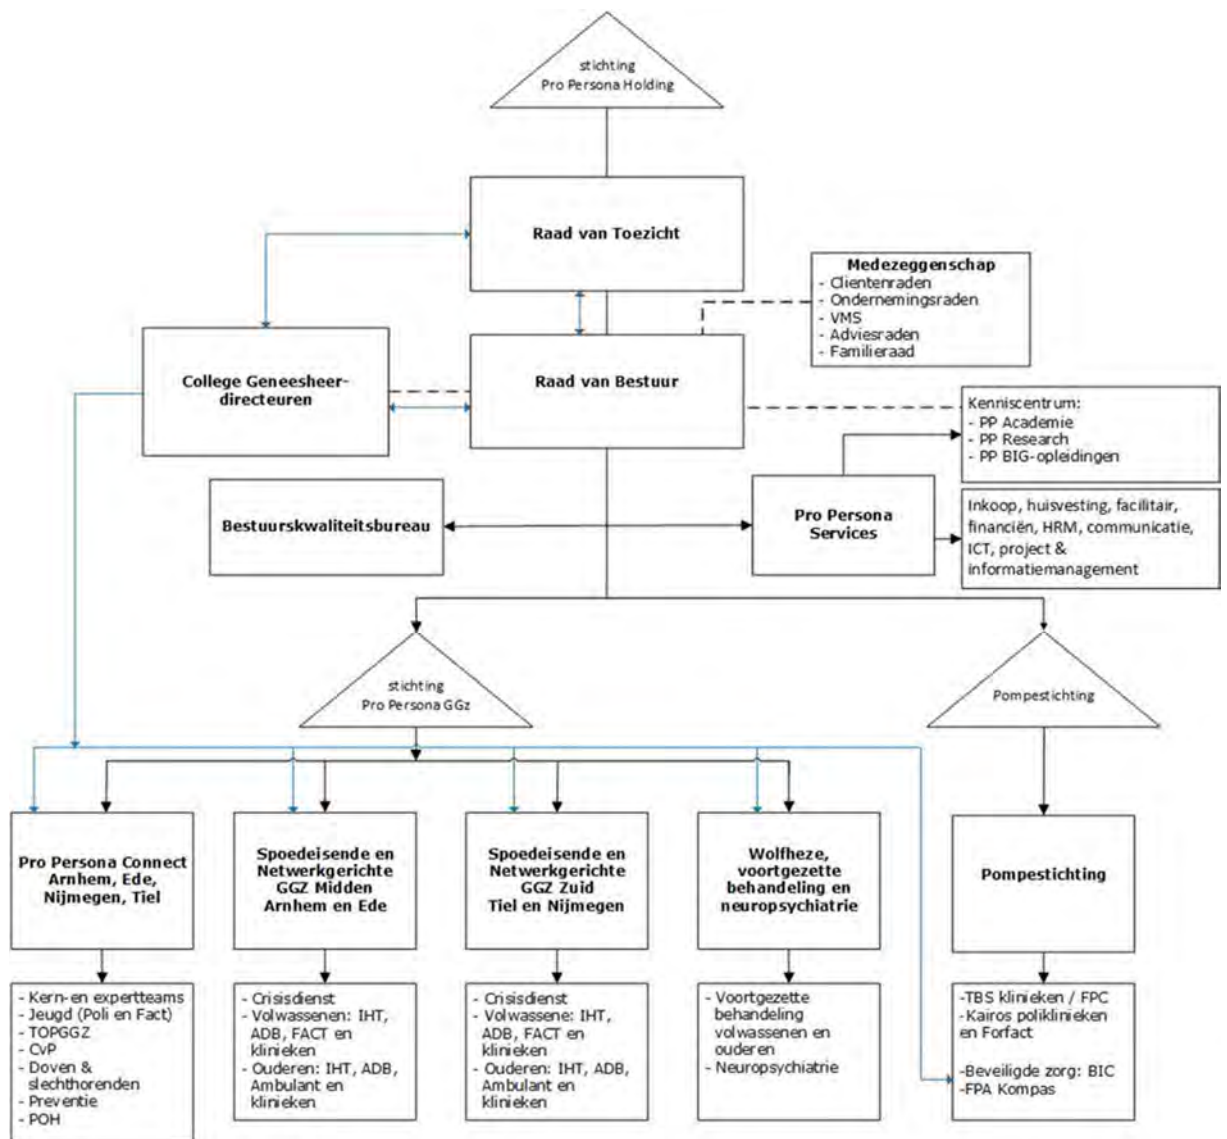 stichting
Pro Persona Holding
Raad van Toezicht
Medezeggenschap
- Clientenraden
- Ondernemingsraden
- VMS
- Adviesraden
- Familieraad
College Geneesheer-
directeuren
Raad van Bestuur
Kenniscentrum:
- PP Academie
- PP Research
- PP BIG-opleidingen
Bestuurskwaliteitsbureau
Pro Persona
Services
Inkoop, huisvesting, facilitair,
financiën, HRM, communicatie,
ICT, project &
informatiemanagement
stichting
Pro Persona GGz
Pompestichting
Pro Persona Connect
Arnhem, Ede,
Nijmegen, Tiel
Spoedeisende en
Netwerkgerichte
GGZ Midden
Arnhem en Ede
Spoedeisende en
Netwerkgerichte
GGZ Zuid
Tiel en Nijmegen
Wolfheze,
voortgezette
behandeling en
neuropsychiatrie
Pompestichting
- Kern-en expertteams
- Jeugd (Poli en Fact)
- TOPGGZ
- CvP
- Doven &
slechthorenden
- Preventie
- POH
- Crisisdienst
- Volwassenen: IHT,
ADB, FACT en
klinieken
- Ouderen: IHT, ADB,
Ambulant en
klinieken
- Crisisdienst
- Volwassene: IHT,
ADB, FACT en
klinieken
- Ouderen: IHT, ADB,
Ambulant en
klinieken
- Voortgezette
behandeling
volwassenen en
ouderen
- Neuropsychiatrie
-TBS klinieken / FPC
-Kairos poliklinieken
en Forfact
-Beveiligde zorg: BIC
-FPA Kompas